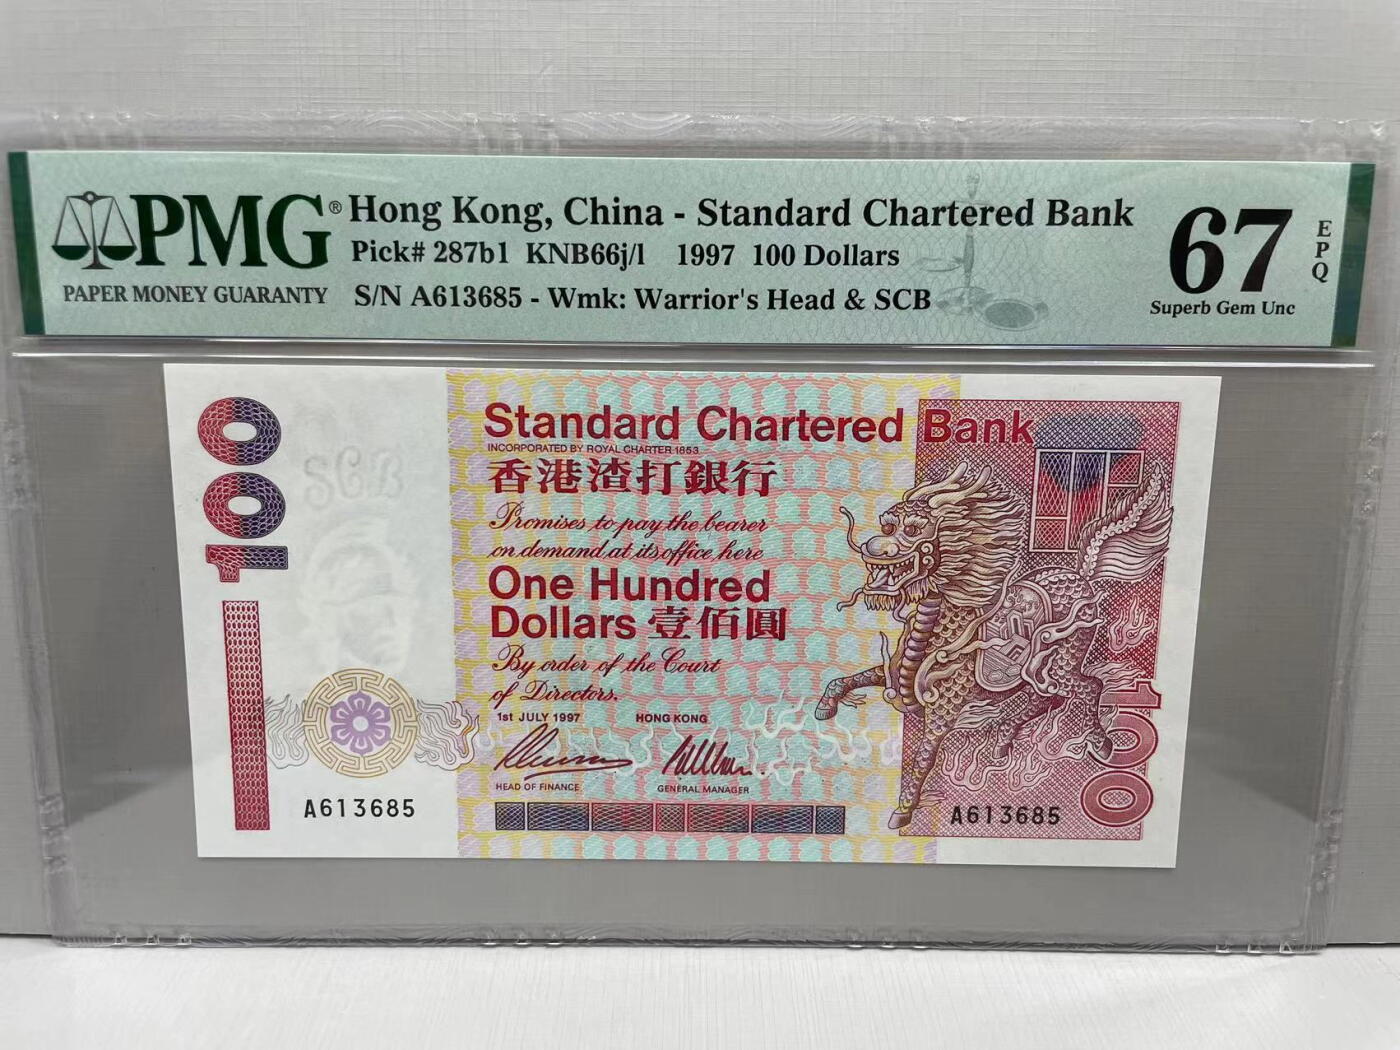 PMG®
PAPER MONEY GUARANTY
Hong Kong, China - Standard Chartered Bank
Pick# 287b1 KNB66j/l 1997 100 Dollars
S/N A613685 - Wmk: Warrior's Head & SCB
67
EPQ
Superb Gem Unc
100
SCB
Standard Chartered Bank
INCORPORATED BY ROYAL CHARTER 1853
香港渣打銀行
Promises to pay the bearer
on demand at its office here
One Hundred
Dollars 壹佰圓
By order of the Court
of Directors.
1st JULY 1997 HONG KONG
HEAD OF FINANCE GENERAL MANAGER
A613685
A613685
100